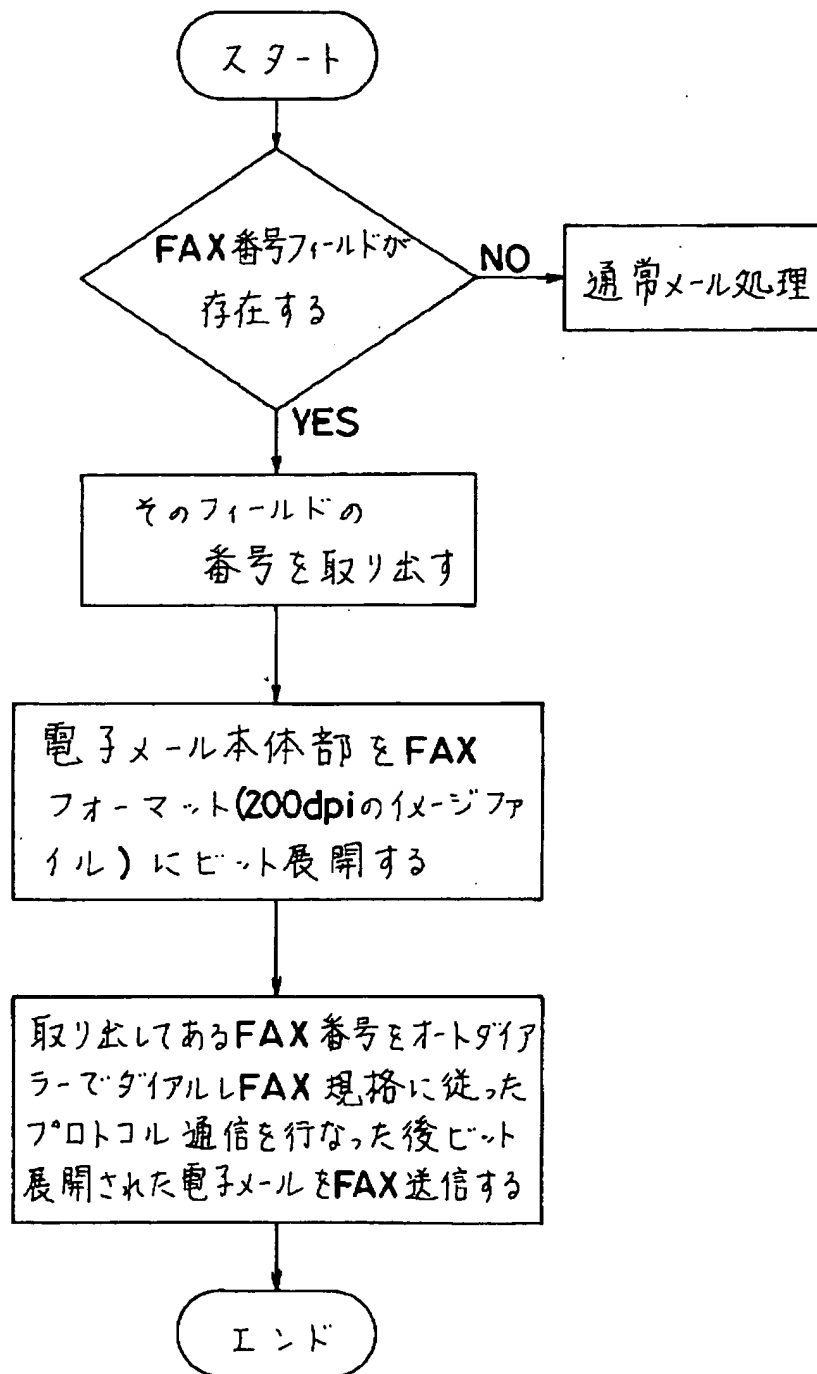 スタート
FAX番号フィールドが
存在する
NO
通常メール処理
YES
そのフィールドの
番号を取り出す
電子メール本体部をFAX
フォーマット(200dpiのイメージファ
イル)にビット展開する
取り出してあるFAX番号をオートダイア
ラーでダイアルしFAX規格に従った
プロトコル通信を行なった後ビット
展開された電子メールをFAX送信する
エンド